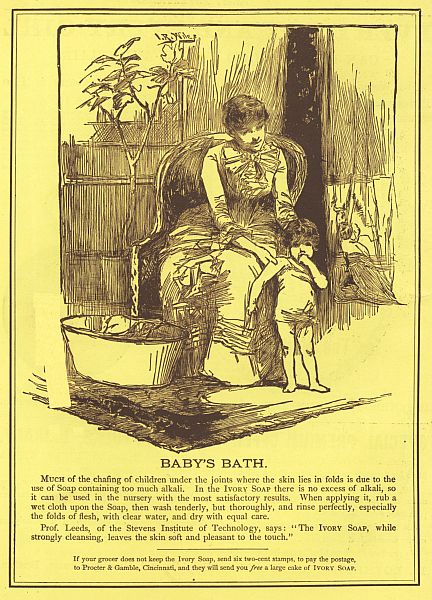 BABY'S BATH.
MUCH of the chafing of children under the joints where the skin lies in folds is due to the
use of Soap containing too much alkali. In the IVORY SOAP there is no excess of alkali, so
it can be used in the nursery with the most satisfactory results. When applying it, rub a
wet cloth upon the Soap, then wash tenderly, but thoroughly, and rinse perfectly, especially
the folds of flesh, with clear water, and dry with equal care.
Prof. Leeds, of the Stevens Institute of Technology, says: "The IVORY SOAP, while
strongly cleansing, leaves the skin soft and pleasant to the touch."
If your grocer does not keep the Ivory Soap, send six two-cent stamps, to pay the postage,
to Procter & Gamble, Cincinnati, and they will send you free a large cake of IVORY SOAP.